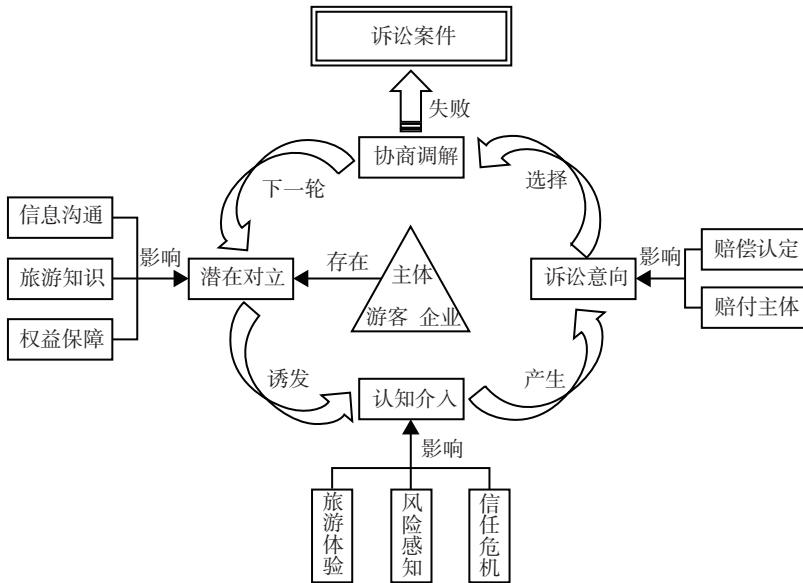 诉讼案件
失败
协商调解
下一轮
选择
信息沟通
旅游知识
权益保障
影响
潜在对立
存在
主体
游客 企业
诉讼意向
影响
赔偿认定
赔付主体
诱发
认知介入
产生
影响
旅游体验
风险感知
信任危机